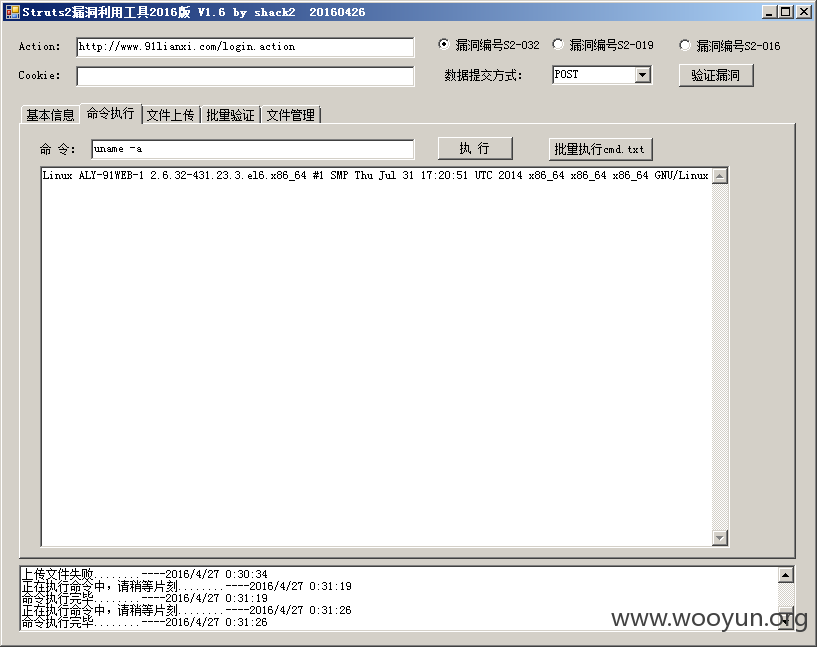 Struts2漏洞利用工具2016版 V1.6 by shack2  20160426
Action: http://www.91lianxi.com/login.action 漏洞编号S2-032 漏洞编号S2-019 漏洞编号S2-016
Cookie: 数据提交方式: POST 验证漏洞
基本信息 命令执行 文件上传 批量验证 文件管理
命 令: uname -a 执 行 批量执行cmd.txt
Linux ALY-91WEB-1 2.6.32-431.23.3.el6.x86_64 #1 SMP Thu Jul 31 17:20:51 UTC 2014 x86_64 x86_64 x86_64 GNU/Linux
上传文件失败........----2016/4/27 0:30:34
正在执行命令中，请稍等片刻........----2016/4/27 0:31:19
命令执行完毕........----2016/4/27 0:31:19
正在执行命令中，请稍等片刻........----2016/4/27 0:31:26
命令执行完毕........----2016/4/27 0:31:26
www.wooyun.org